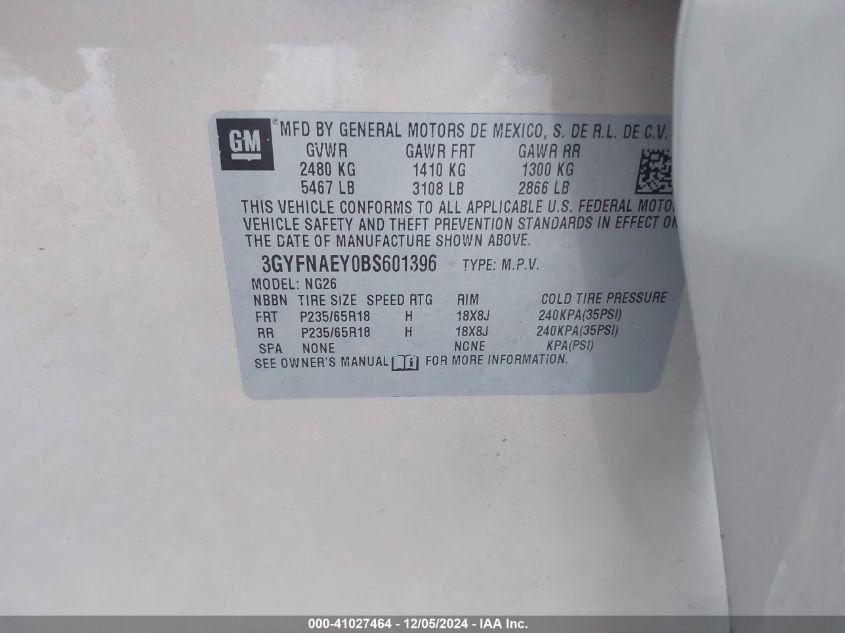 GM ® MFD BY GENERAL MOTORS DE MEXICO, S. DE R.L. DE C.V.
GVWR GAWR FRT GAWR RR
2480 KG 1410 KG 1300 KG
5467 LB 3108 LB 2866 LB
THIS VEHICLE CONFORMS TO ALL APPLICABLE U.S. FEDERAL MOTO
VEHICLE SAFETY AND THEFT PREVENTION STANDARDS IN EFFECT ON
THE DATE OF MANUFACTURE SHOWN ABOVE.
3GYFNAEY0BS601396 TYPE: M.P.V.
MODEL: NG26
NBBN TIRE SIZE SPEED RTG RIM COLD TIRE PRESSURE
FRT P235/65R18 H 18X8J 240KPA(35PSI)
RR P235/65R18 H 18X8J 240KPA(35PSI)
SPA NONE NONE KPA(PSI)
SEE OWNER'S MANUAL FOR MORE INFORMATION.
000-41027464 - 12/05/2024 - IAA Inc.